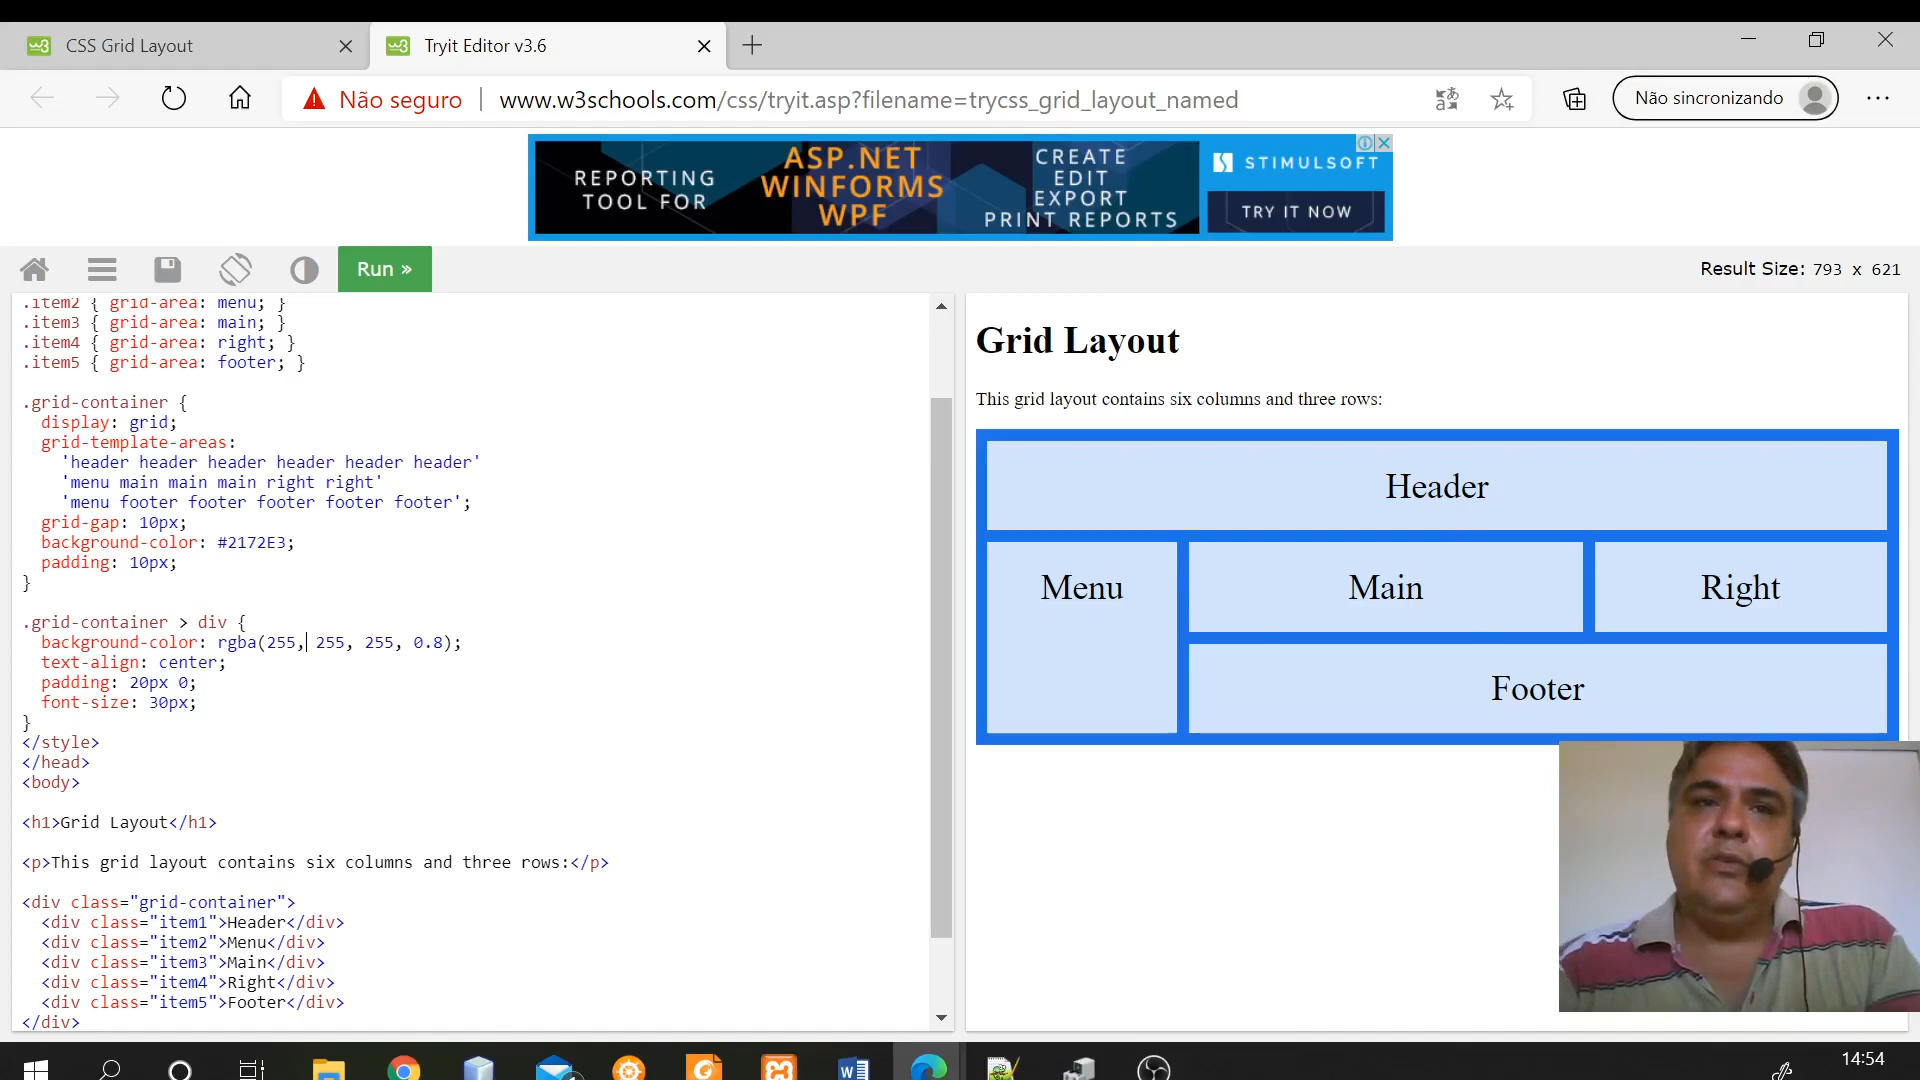 CSS Grid Layout
Tryit Editor v3.6
Não seguro
www.w3schools.com/css/tryit.asp?filename=trycss_grid_layout_named
Não sincronizando
REPORTING
TOOL FOR
ASP.NET
WINFORMS
WPF
CREATE
EDIT
EXPORT
PRINT REPORTS
STIMULSOFT
TRY IT NOW
Run »
Result Size: 793 x 621
.item2 { grid-area: menu; }
.item3 { grid-area: main; }
.item4 { grid-area: right; }
.item5 { grid-area: footer; }
.grid-container {
display: grid;
grid-template-areas:
'header header header header header header'
'menu main main main right right'
'menu footer footer footer footer footer';
grid-gap: 10px;
background-color: #2172E3;
padding: 10px;
}
.grid-container > div {
background-color: rgba(255, 255, 255, 0.8);
text-align: center;
padding: 20px 0;
font-size: 30px;
}
</style>
</head>
<body>
<h1>Grid Layout</h1>
<p>This grid layout contains six columns and three rows:</p>
<div class="grid-container">
<div class="item1">Header</div>
<div class="item2">Menu</div>
<div class="item3">Main</div>
<div class="item4">Right</div>
<div class="item5">Footer</div>
</div>
Grid Layout
This grid layout contains six columns and three rows:
Header
Menu
Main
Right
Footer
14:54